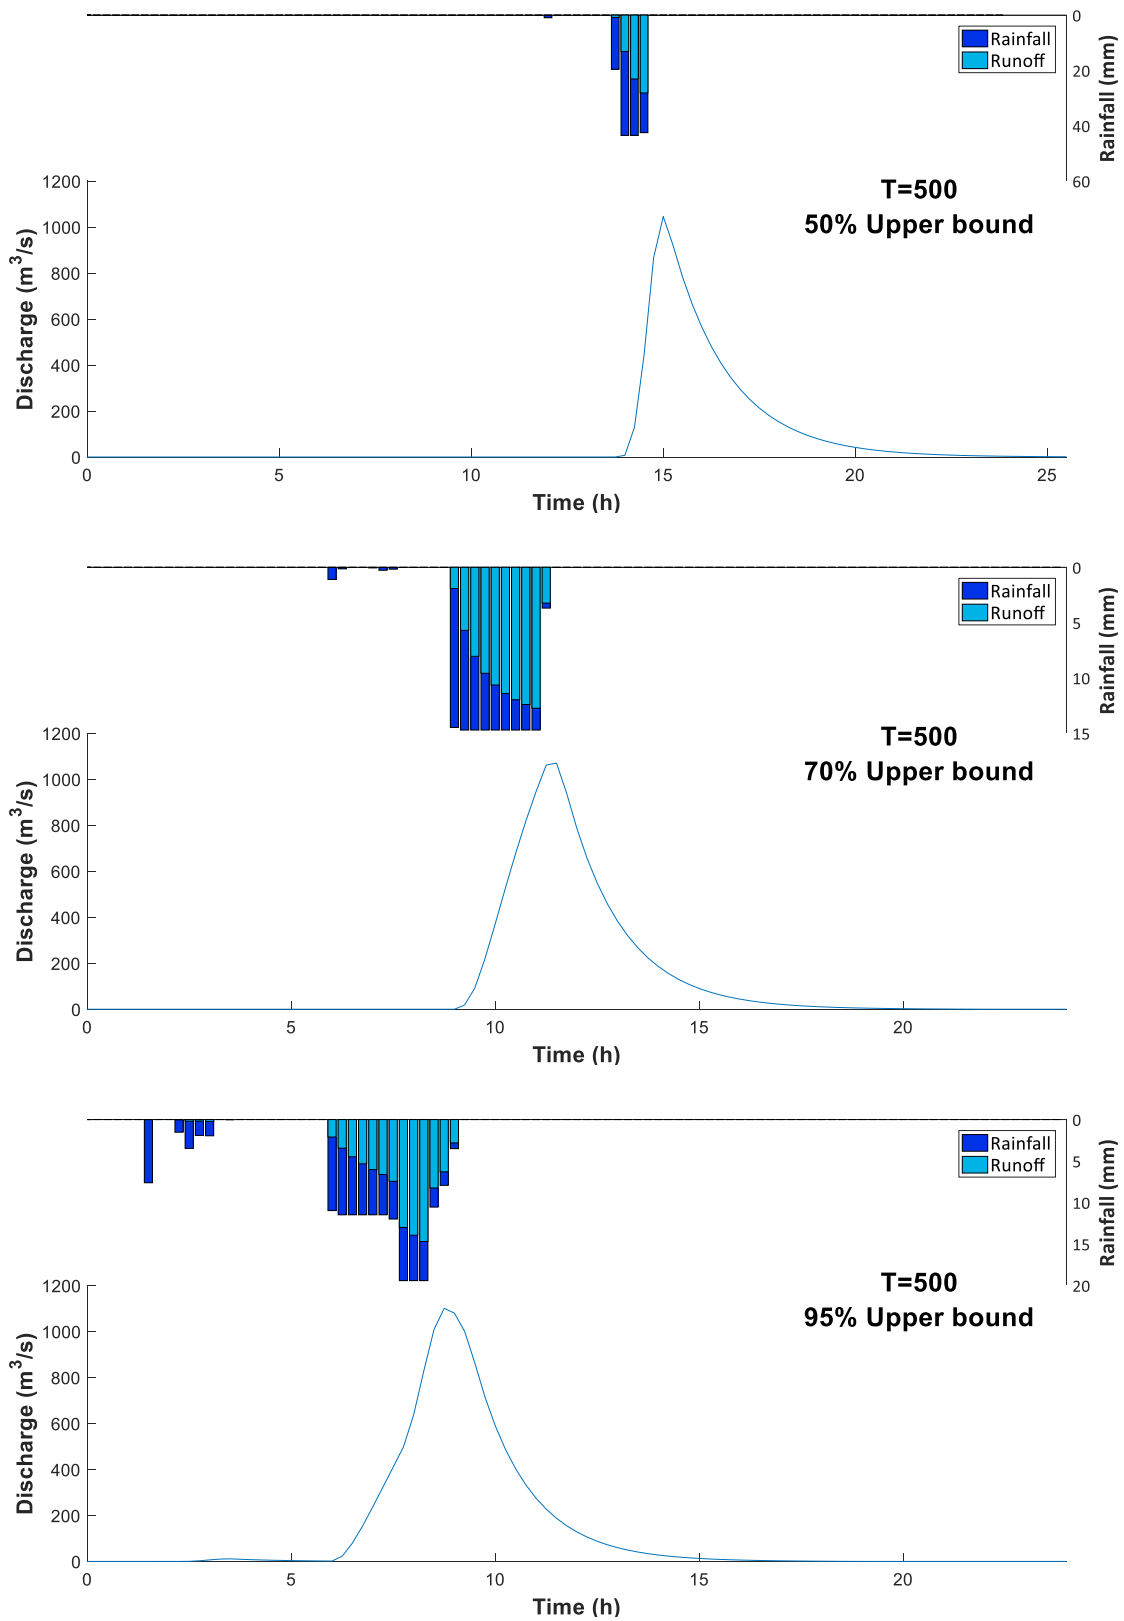 0
Rainfall
Runoff
20
40
60
Rainfall (mm)
T=500
50% Upper bound
1200
1000
800
600
400
200
0
Discharge (m³/s)
0 5 10 15 20 25
Time (h)
0
Rainfall
Runoff
5
10
15
Rainfall (mm)
T=500
70% Upper bound
1200
1000
800
600
400
200
0
Discharge (m³/s)
0 5 10 15 20
Time (h)
0
Rainfall
Runoff
5
10
15
20
Rainfall (mm)
T=500
95% Upper bound
1200
1000
800
600
400
200
0
Discharge (m³/s)
0 5 10 15 20
Time (h)